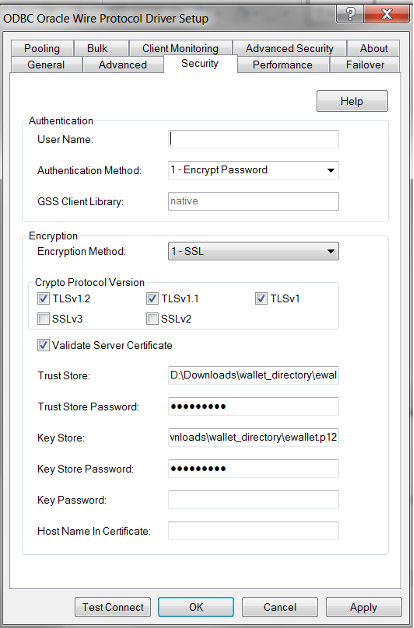 ODBC Oracle Wire Protocol Driver Setup
Pooling Bulk Client Monitoring Advanced Security About
General Advanced Security Performance Failover
Help
Authentication
User Name:
Authentication Method: 1 - Encrypt Password
GSS Client Library: native
Encryption
Encryption Method: 1 - SSL
Crypto Protocol Version
TLSv1.2 TLSv1.1 TLSv1
SSLv3 SSLv2
Validate Server Certificate
Trust Store: D:\Downloads\wallet_directory\ewal
Trust Store Password: ●●●●●●●●●
Key Store: vnloads\wallet_directory\ewallet.p12
Key Store Password: ●●●●●●●●●
Key Password:
Host Name In Certificate:
Test Connect OK Cancel Apply